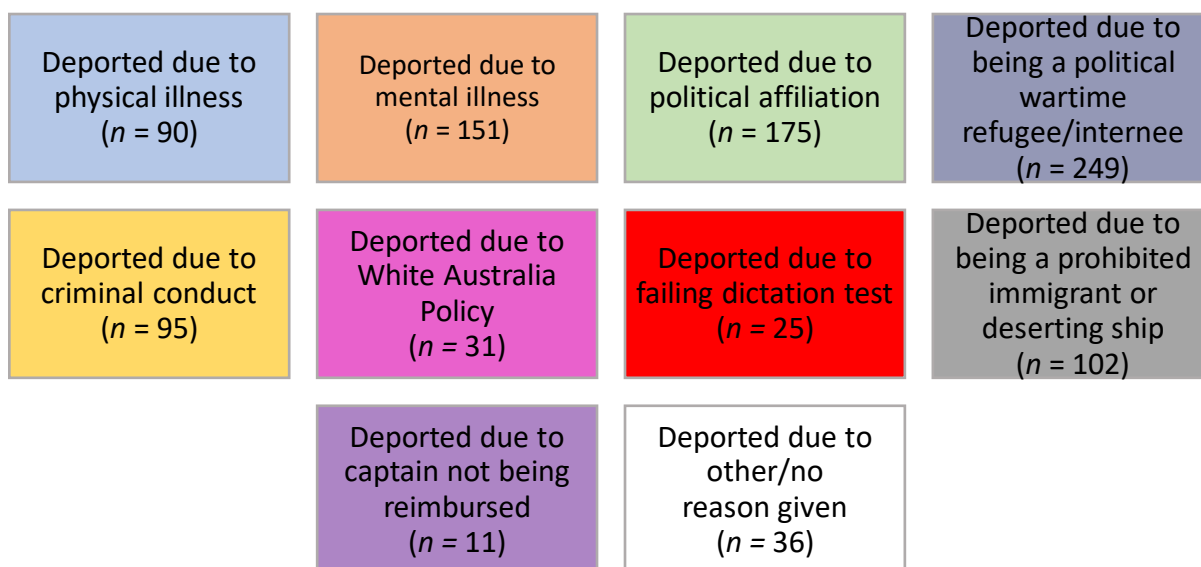 Deported due to
physical illness
(n = 90)
Deported due to
mental illness
(n = 151)
Deported due to
political affiliation
(n = 175)
Deported due to
being a political
wartime
refugee/internee
(n = 249)
Deported due to
criminal conduct
(n = 95)
Deported due to
White Australia
Policy
(n = 31)
Deported due to
failing dictation test
(n = 25)
Deported due to
being a prohibited
immigrant or
deserting ship
(n = 102)
Deported due to
captain not being
reimbursed
(n = 11)
Deported due to
other/no
reason given
(n = 36)